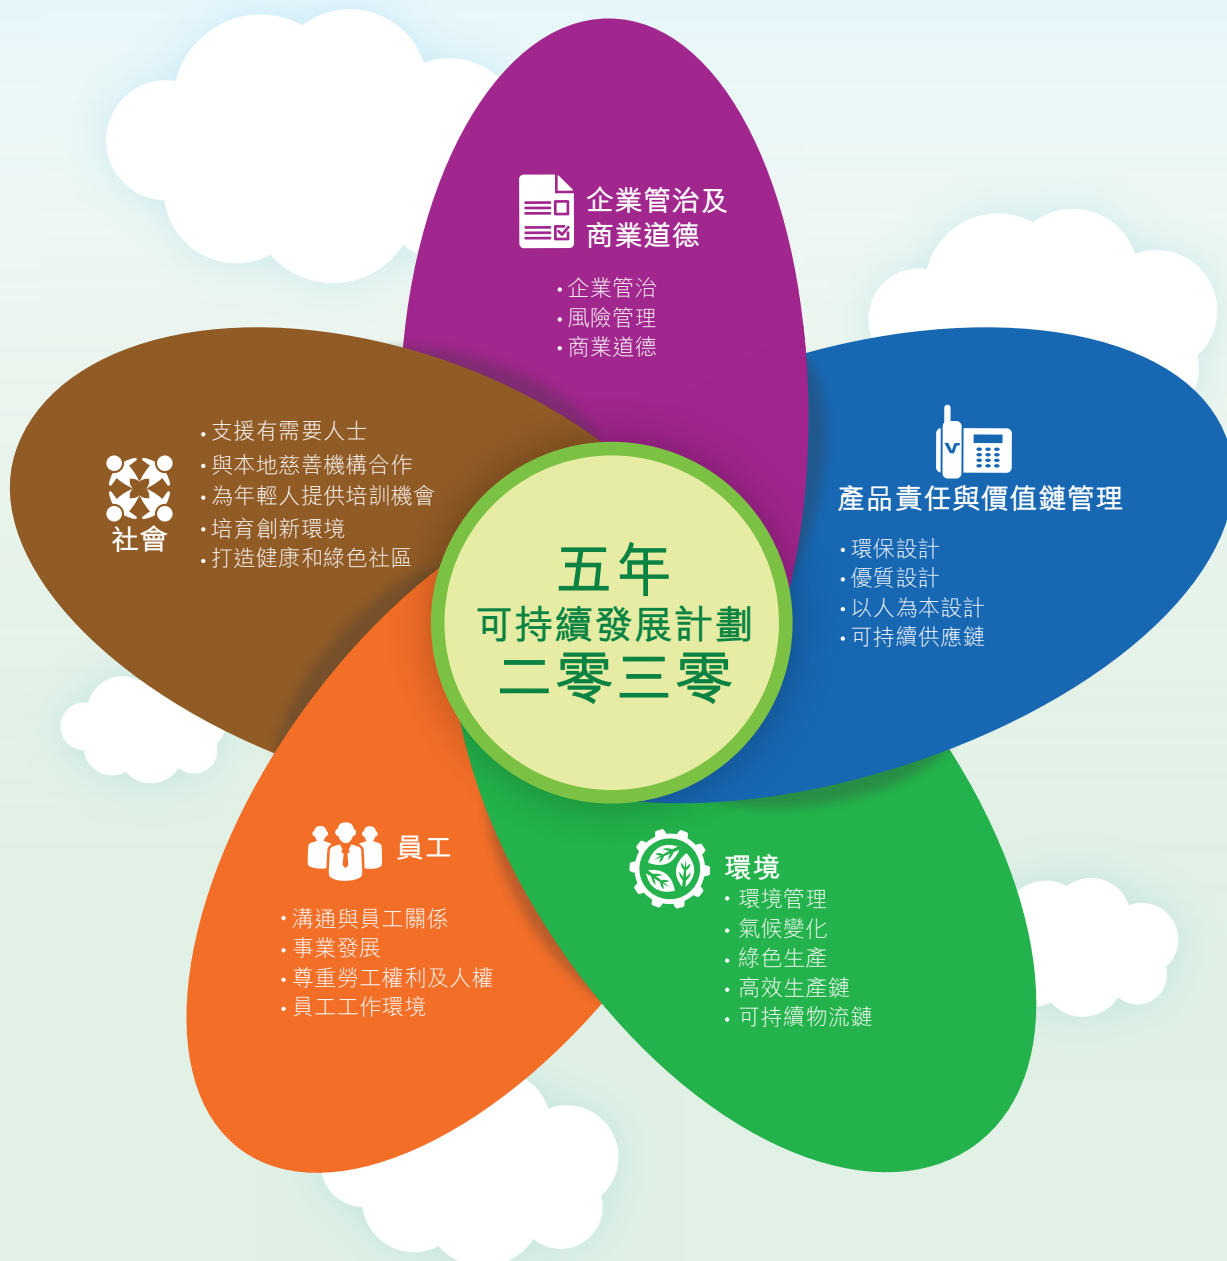 企業管治及
商業道德
• 企業管治
• 風險管理
• 商業道德
產品責任與價值鏈管理
• 環保設計
• 優質設計
• 以人為本設計
• 可持續供應鏈
環境
• 環境管理
• 氣候變化
• 綠色生產
• 高效生產鏈
• 可持續物流鏈
員工
• 溝通與員工關係
• 事業發展
• 尊重勞工權利及人權
• 員工工作環境
社會
• 支援有需要人士
• 與本地慈善機構合作
• 為年輕人提供培訓機會
• 培育創新環境
• 打造健康和綠色社區
五年
可持續發展計劃
二零三零